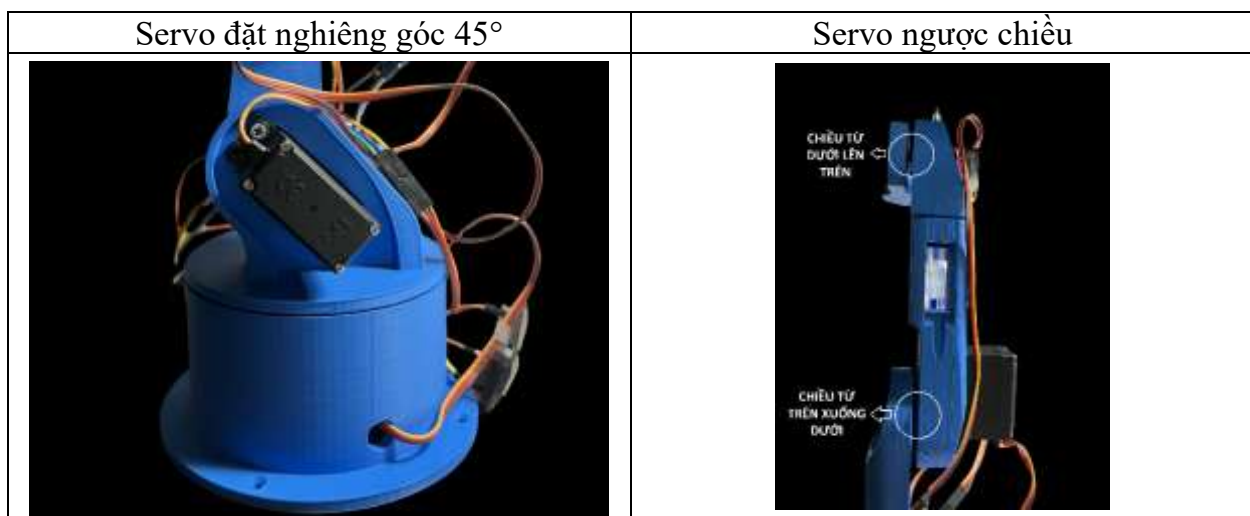 Servo đặt nghiêng góc 45°
Servo ngược chiều
CHIỀU TỪ
DƯỚI LÊN
TRÊN
CHIỀU TỪ
TRÊN XUỐNG
DƯỚI